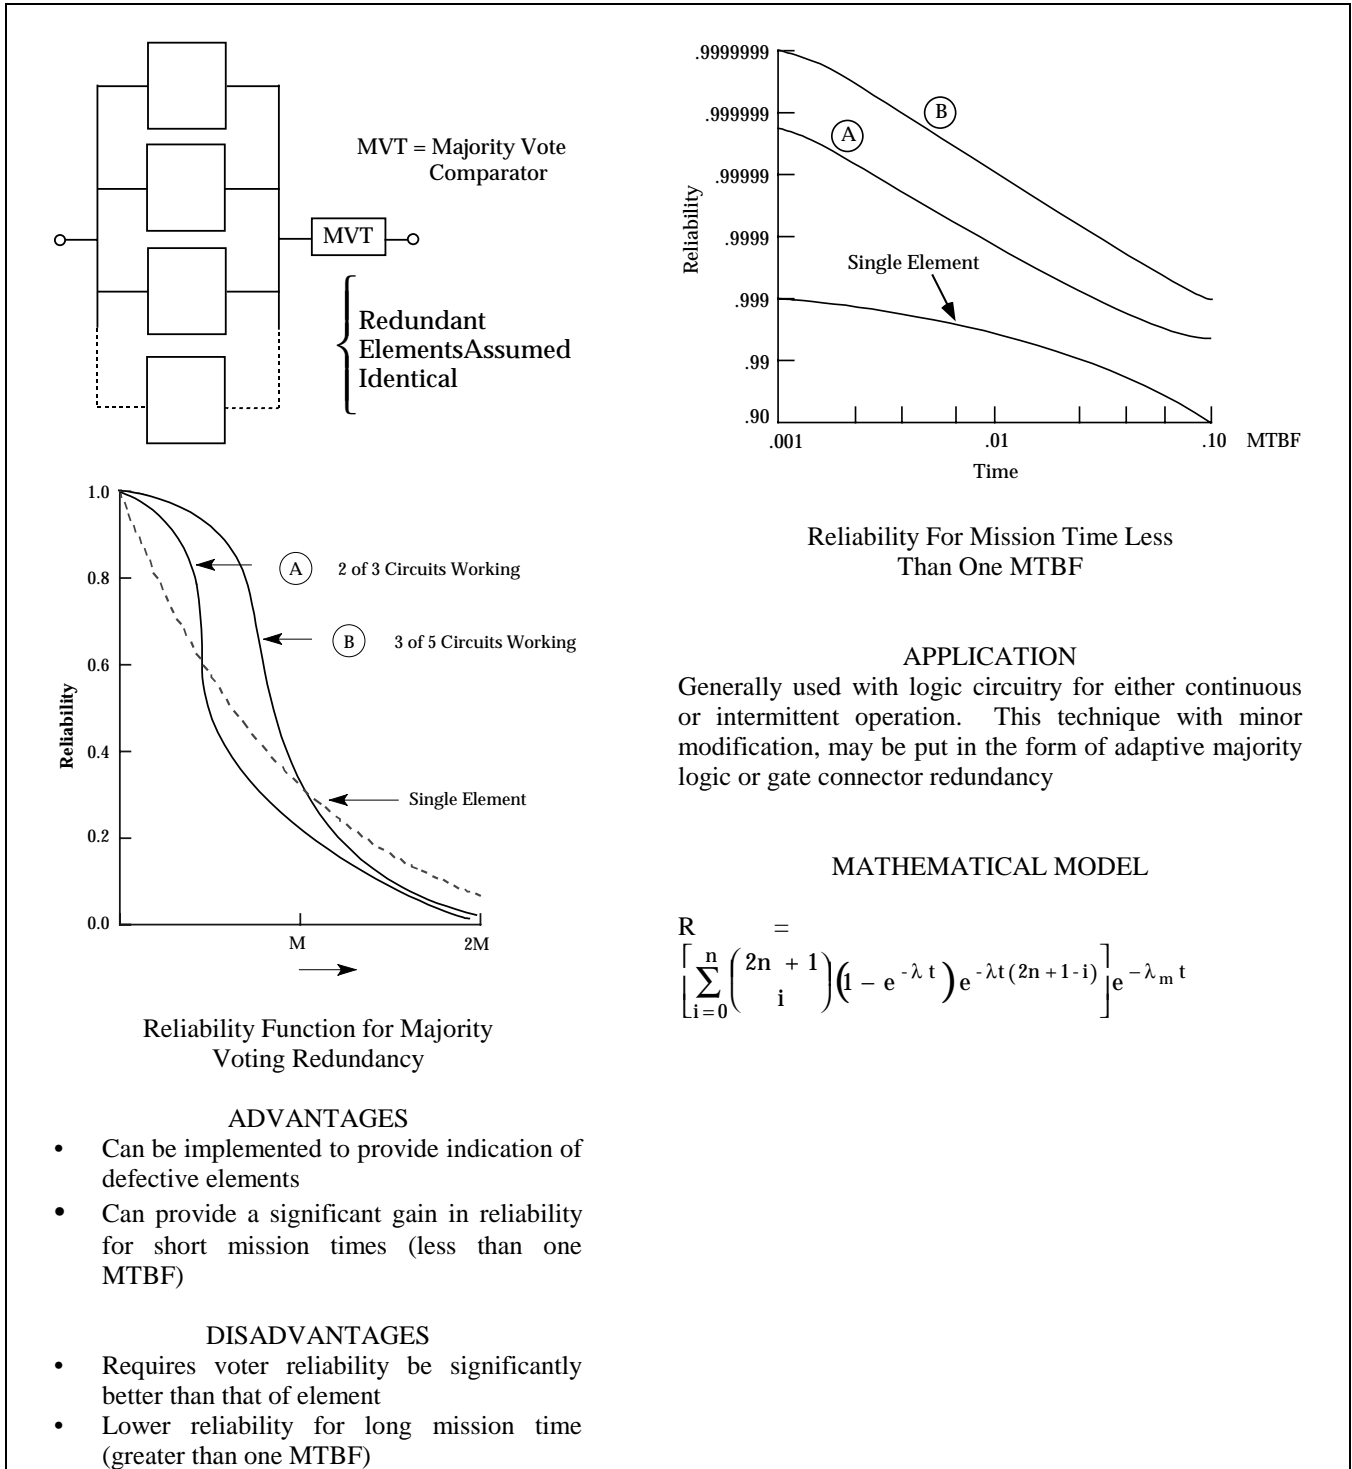 MVT = Majority Vote
Comparator
MVT
Redundant
ElementsAssumed
Identical
1.0
0.8
0.6
0.4
0.2
0.0
Reliability
A 2 of 3 Circuits Working
B 3 of 5 Circuits Working
Single Element
M 2M
Reliability Function for Majority
Voting Redundancy
ADVANTAGES
• Can be implemented to provide indication of
defective elements
• Can provide a significant gain in reliability
for short mission times (less than one
MTBF)
DISADVANTAGES
• Requires voter reliability be significantly
better than that of element
• Lower reliability for long mission time
(greater than one MTBF)
.9999999
.999999
.99999
.9999
.999
.99
.90
Reliability
A
B
Single Element
.001 .01 .10 MTBF
Time
Reliability For Mission Time Less
Than One MTBF
APPLICATION
Generally used with logic circuitry for either continuous
or intermittent operation. This technique with minor
modification, may be put in the form of adaptive majority
logic or gate connector redundancy
MATHEMATICAL MODEL
R =
[∑ i = 0 n (2n + 1 i) (1 − e -λ t) e -λt (2n + 1 - i)] e −λ m t